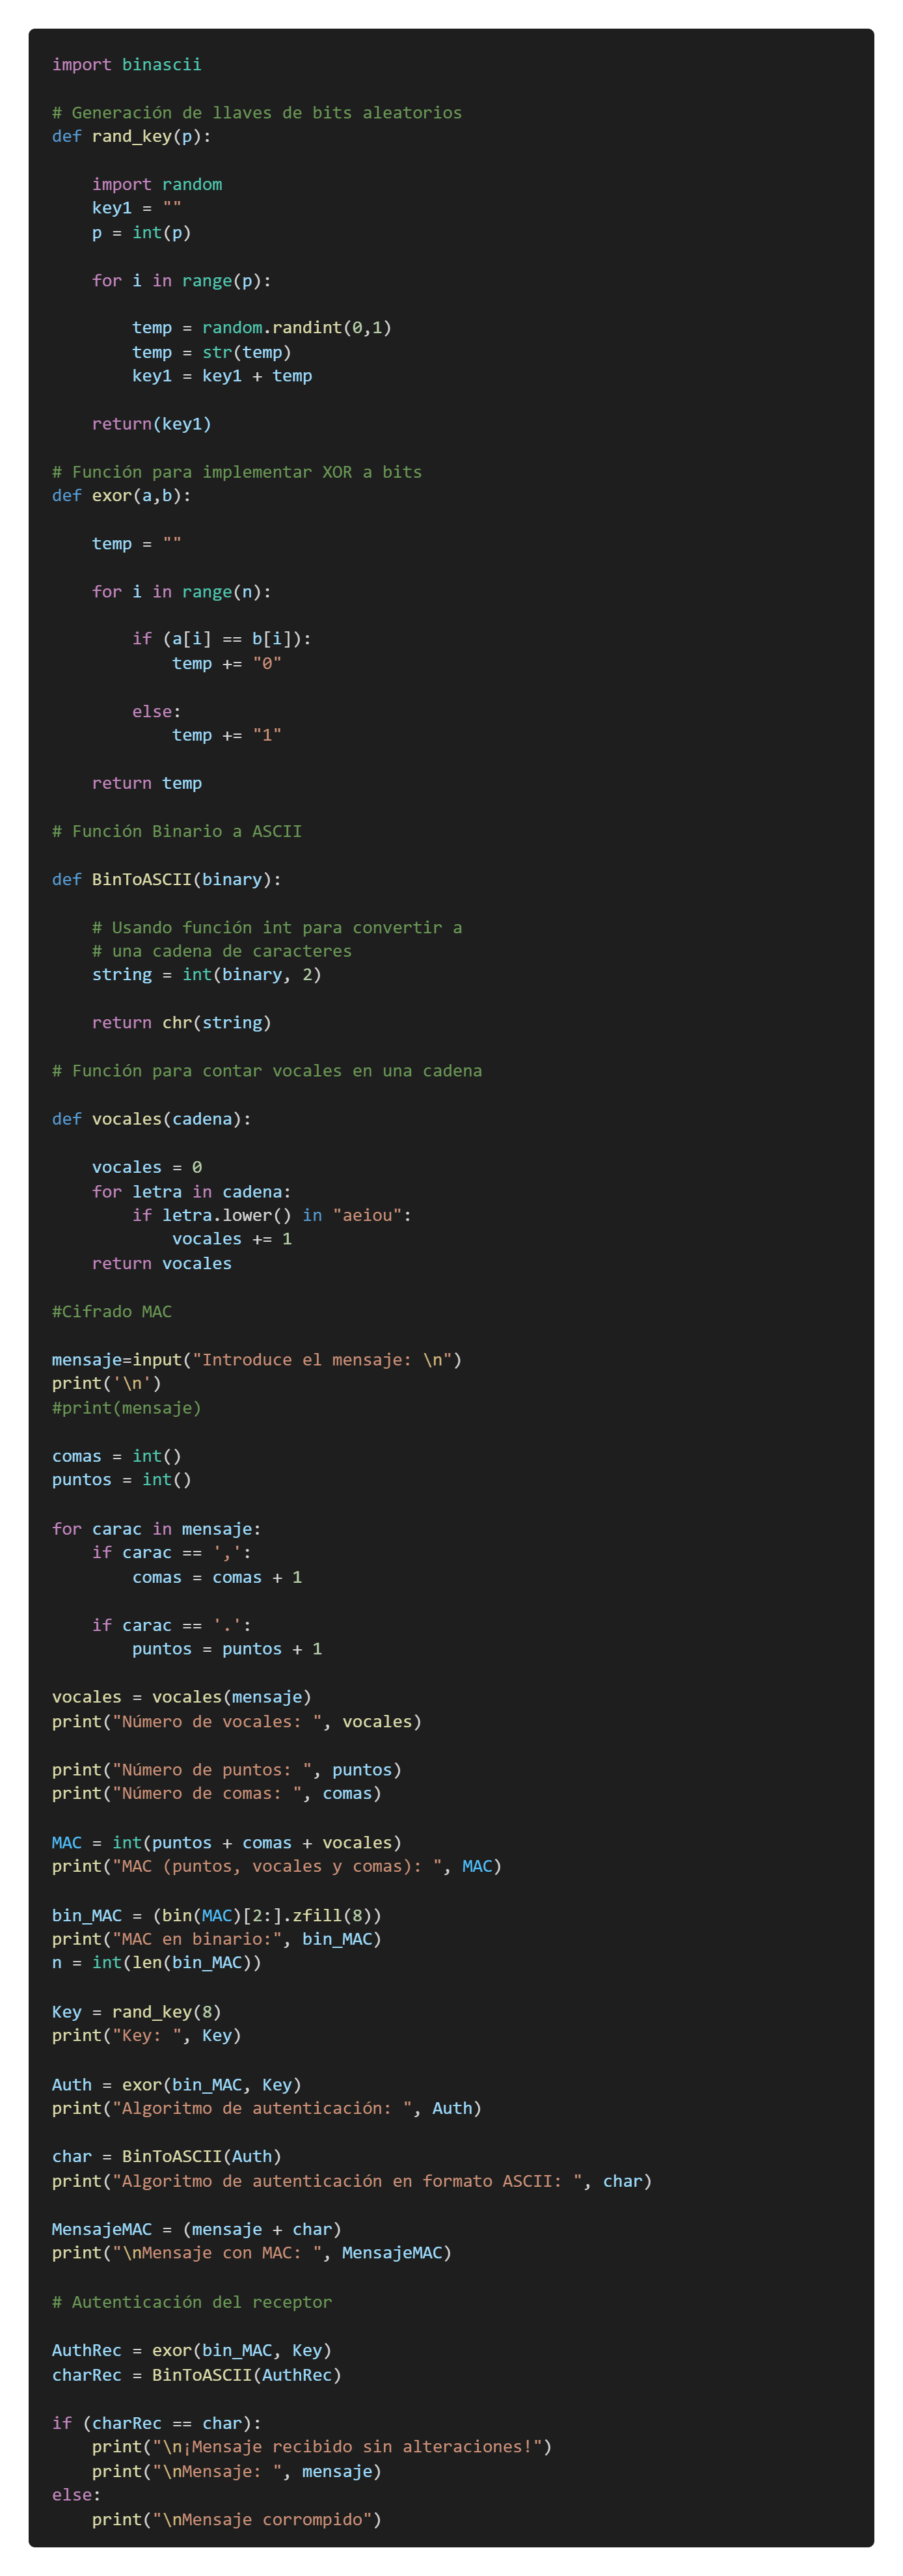 import binascii
# Generación de llaves de bits aleatorios
def rand_key(p):
    import random
    key1 = ""
    p = int(p)
    for i in range(p):
        temp = random.randint(0,1)
        temp = str(temp)
        key1 = key1 + temp
    return(key1)
# Función para implementar XOR a bits
def exor(a,b):
    temp = ""
    for i in range(n):
        if (a[i] == b[i]):
            temp += "0"
        else:
            temp += "1"
    return temp
# Función Binario a ASCII
def BinToASCII(binary):
    # Usando función int para convertir a
    # una cadena de caracteres
    string = int(binary, 2)
    return chr(string)
# Función para contar vocales en una cadena
def vocales(cadena):
    vocales = 0
    for letra in cadena:
        if letra.lower() in "aeiou":
            vocales += 1
    return vocales
#Cifrado MAC
mensaje=input("Introduce el mensaje: \n")
print('\n')
#print(mensaje)
comas = int()
puntos = int()
for carac in mensaje:
    if carac == ',':
        comas = comas + 1
    if carac == '.':
        puntos = puntos + 1
vocales = vocales(mensaje)
print("Número de vocales: ", vocales)
print("Número de puntos: ", puntos)
print("Número de comas: ", comas)
MAC = int(puntos + comas + vocales)
print("MAC (puntos, vocales y comas): ", MAC)
bin_MAC = (bin(MAC)[2:].zfill(8))
print("MAC en binario:", bin_MAC)
n = int(len(bin_MAC))
Key = rand_key(8)
print("Key: ", Key)
Auth = exor(bin_MAC, Key)
print("Algoritmo de autenticación: ", Auth)
char = BinToASCII(Auth)
print("Algoritmo de autenticación en formato ASCII: ", char)
MensajeMAC = (mensaje + char)
print("\nMensaje con MAC: ", MensajeMAC)
# Autenticación del receptor
AuthRec = exor(bin_MAC, Key)
charRec = BinToASCII(AuthRec)
if (charRec == char):
    print("\n¡Mensaje recibido sin alteraciones!")
    print("\nMensaje: ", mensaje)
else:
    print("\nMensaje corrompido")